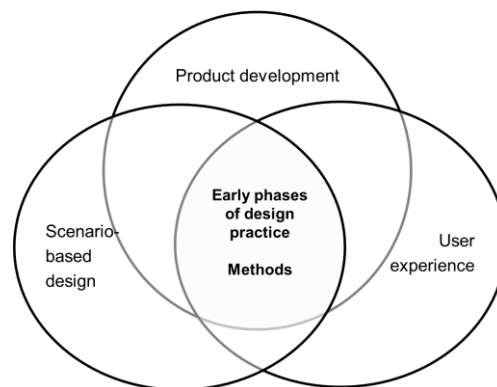 Product development
Early phases
of design
practice
Methods
Scenario-
based
design
User
experience